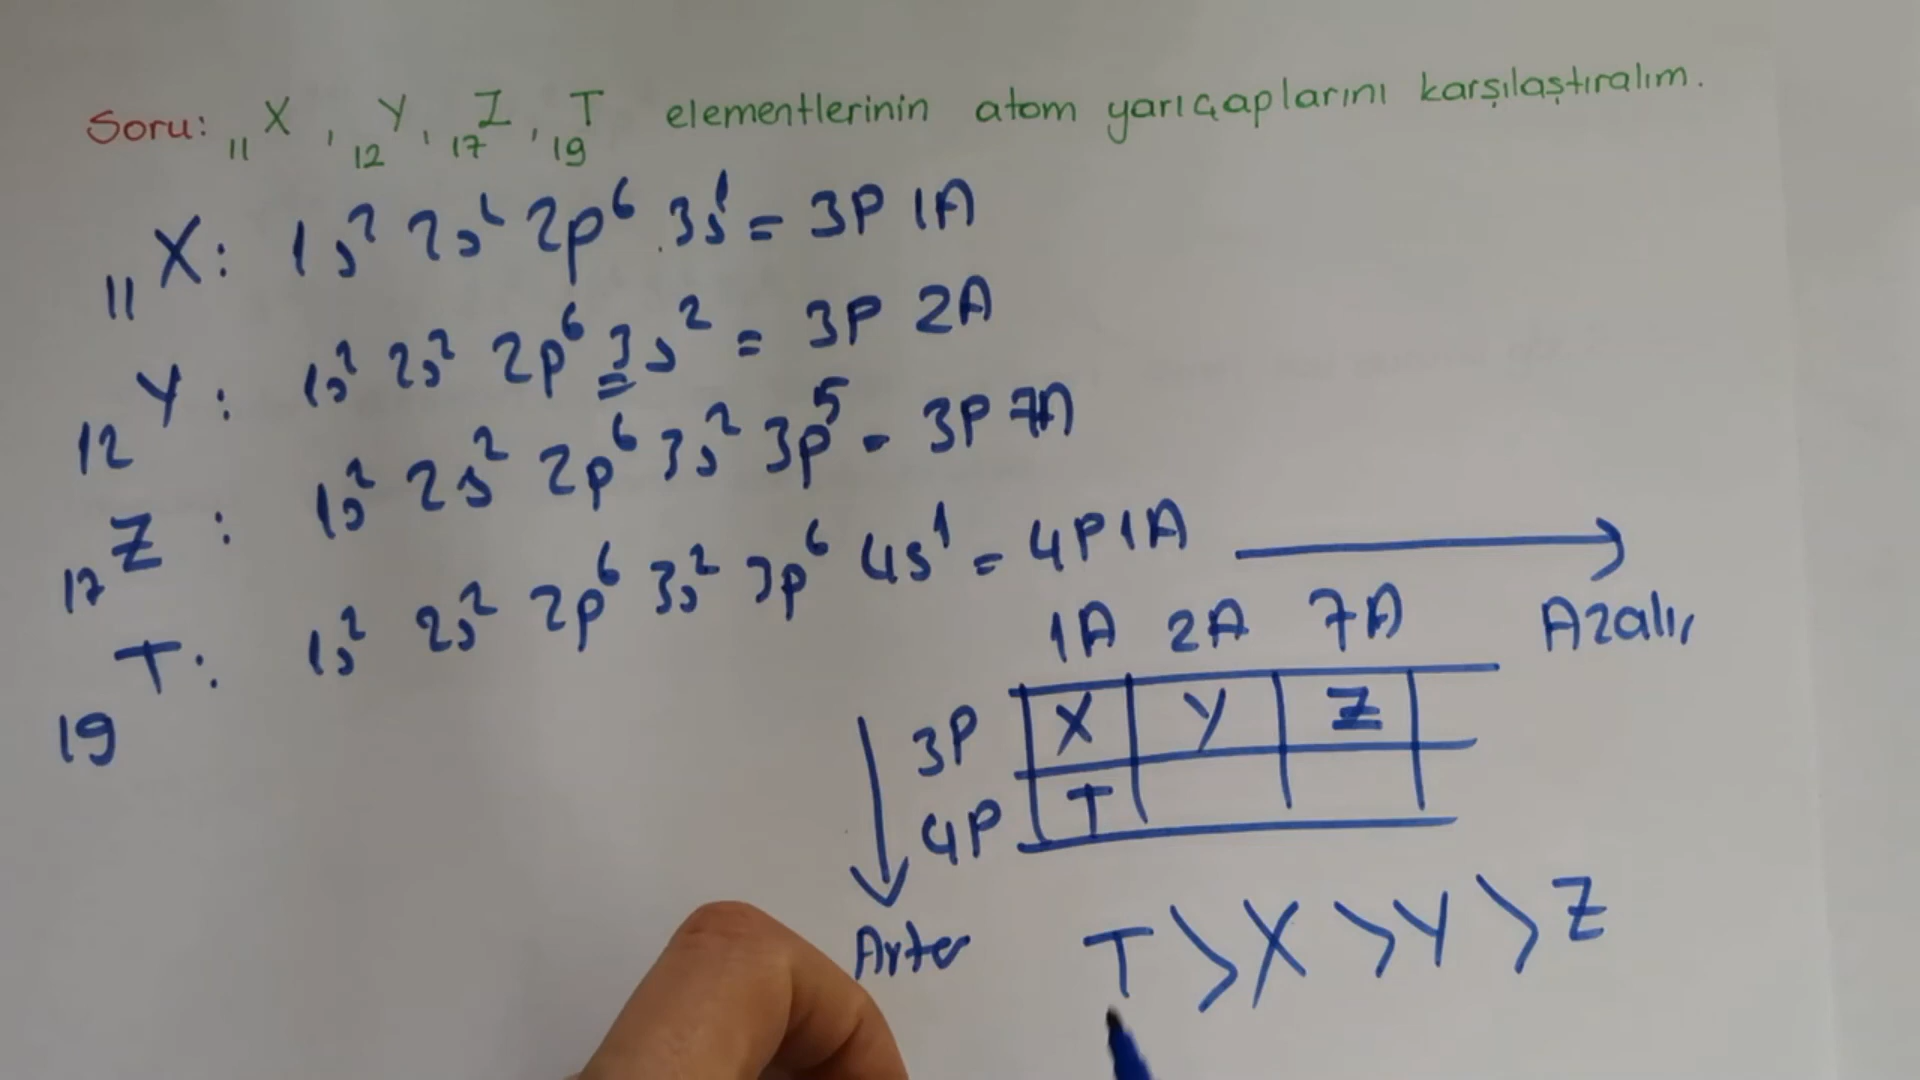 Soru: ₁₁X , ₁₂Y, ₁₇Z, ₁₉T elementlerinin atom yarıçaplarını karşılaştıralım.
₁₁X: 1s² 2s² 2p⁶ 3s¹ = 3P 1A
₁₂Y: 1s² 2s² 2p⁶ 3s² = 3P 2A
₁₇Z: 1s² 2s² 2p⁶ 3s² 3p⁵ = 3P 7A
₁₉T: 1s² 2s² 2p⁶ 3s² 3p⁶ 4s¹ = 4P 1A
1A 2A 7A Azalır
3P X Y Z
4P T
Artar
T > X > Y > Z